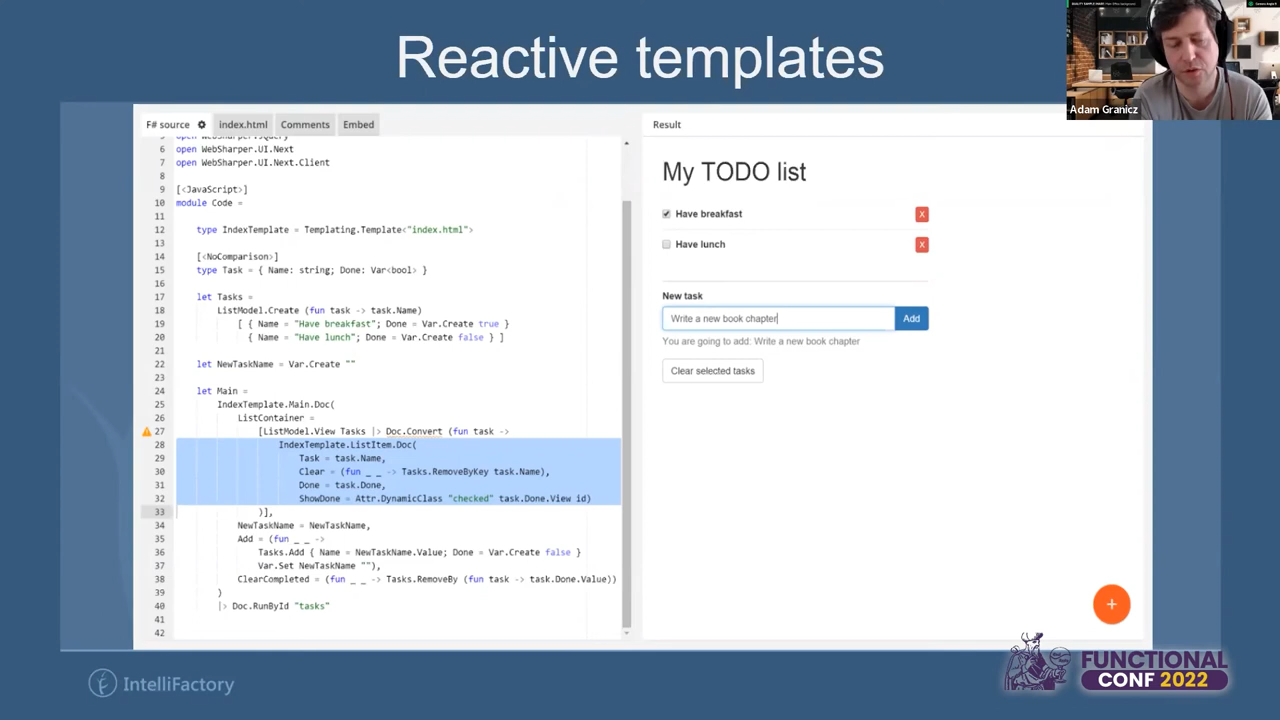 Reactive templates
Adam Granicz
F# source
index.html
Comments
Embed
Result
6 open WebSharper.UI.Next
7 open WebSharper.UI.Next.Client
8
9 [<JavaScript>]
10 module Code =
11
12 type IndexTemplate = Templating.Template<"index.html">
13
14 [<NoComparison>]
15 type Task = { Name: string; Done: Var<bool> }
16
17 let Tasks =
18 ListModel.Create (fun task -> task.Name)
19 [ { Name = "Have breakfast"; Done = Var.Create true }
20 { Name = "Have lunch"; Done = Var.Create false } ]
21
22 let NewTaskName = Var.Create ""
23
24 let Main =
25 IndexTemplate.Main.Doc(
26 ListContainer =
27 [ListModel.View Tasks |> Doc.Convert (fun task ->
28 IndexTemplate.ListItem.Doc(
29 Task = task.Name,
30 Clear = (fun _ _ -> Tasks.RemoveByKey task.Name),
31 Done = task.Done,
32 ShowDone = Attr.DynamicClass "checked" task.Done.View id)
33 )],
34 NewTaskName = NewTaskName,
35 Add = (fun _ _ ->
36 Tasks.Add { Name = NewTaskName.Value; Done = Var.Create false }
37 Var.Set NewTaskName ""),
38 ClearCompleted = (fun _ _ -> Tasks.RemoveBy (fun task -> task.Done.Value))
39 )
40 |> Doc.RunById "tasks"
41
42
My TODO list
Have breakfast X
Have lunch X
New task
Write a new book chapter Add
You are going to add: Write a new book chapter
Clear selected tasks
+
IntelliFactory
FUNCTIONAL
CONF 2022